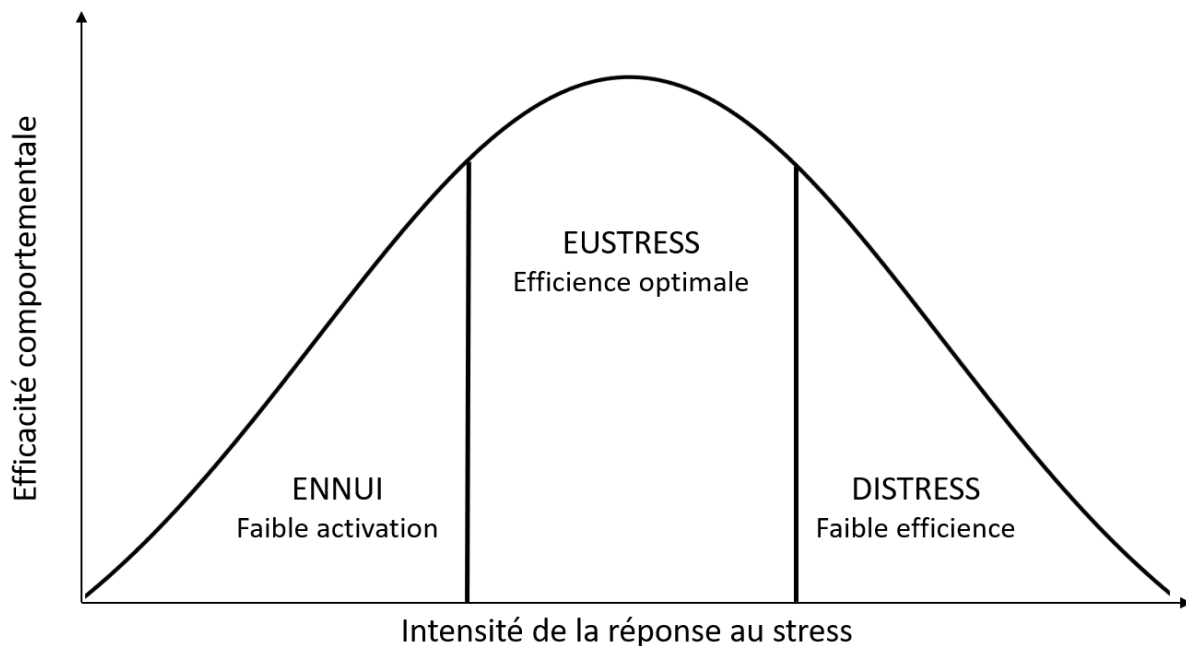 Efficacité comportementale
EUSTRESS
Efficience optimale
ENNUI
Faible activation
DISTRESS
Faible efficience
Intensité de la réponse au stress